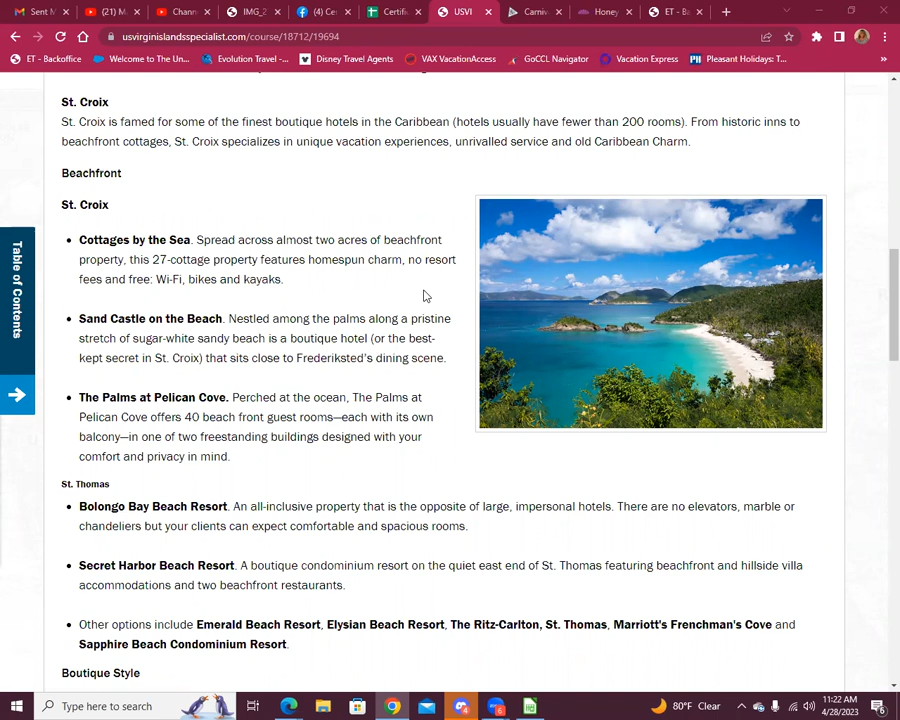 Sent M
(21) M
Chann
IMG_2
(4) Ce
Certifi
USVI
Carniv
Honey
ET - Ba
usvirginislandsspecialist.com/course/18712/19694
ET - Backoffice
Welcome to The Un...
Evolution Travel -...
Disney Travel Agents
VAX VacationAccess
GoCCL Navigator
Vacation Express
Pleasant Holidays: T...
St. Croix
St. Croix is famed for some of the finest boutique hotels in the Caribbean (hotels usually have fewer than 200 rooms). From historic inns to
beachfront cottages, St. Croix specializes in unique vacation experiences, unrivalled service and old Caribbean Charm.
Beachfront
St. Croix
Cottages by the Sea. Spread across almost two acres of beachfront
property, this 27-cottage property features homespun charm, no resort
fees and free: Wi-Fi, bikes and kayaks.
Sand Castle on the Beach. Nestled among the palms along a pristine
stretch of sugar-white sandy beach is a boutique hotel (or the best-
kept secret in St. Croix) that sits close to Frederiksted's dining scene.
The Palms at Pelican Cove. Perched at the ocean, The Palms at
Pelican Cove offers 40 beach front guest rooms—each with its own
balcony—in one of two freestanding buildings designed with your
comfort and privacy in mind.
St. Thomas
Bolongo Bay Beach Resort. An all-inclusive property that is the opposite of large, impersonal hotels. There are no elevators, marble or
chandeliers but your clients can expect comfortable and spacious rooms.
Secret Harbor Beach Resort. A boutique condominium resort on the quiet east end of St. Thomas featuring beachfront and hillside villa
accommodations and two beachfront restaurants.
Other options include Emerald Beach Resort, Elysian Beach Resort, The Ritz-Carlton, St. Thomas, Marriott's Frenchman's Cove and
Sapphire Beach Condominium Resort.
Boutique Style
Table of Contents
Type here to search
80°F Clear
11:22 AM
4/28/2023